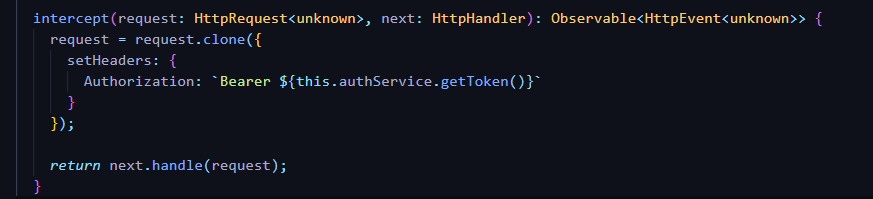 intercept(request: HttpRequest<unknown>, next: HttpHandler): Observable<HttpEvent<unknown>> {
  request = request.clone({
    setHeaders: {
      Authorization: `Bearer ${this.authService.getToken()}`
    }
  });

  return next.handle(request);
}